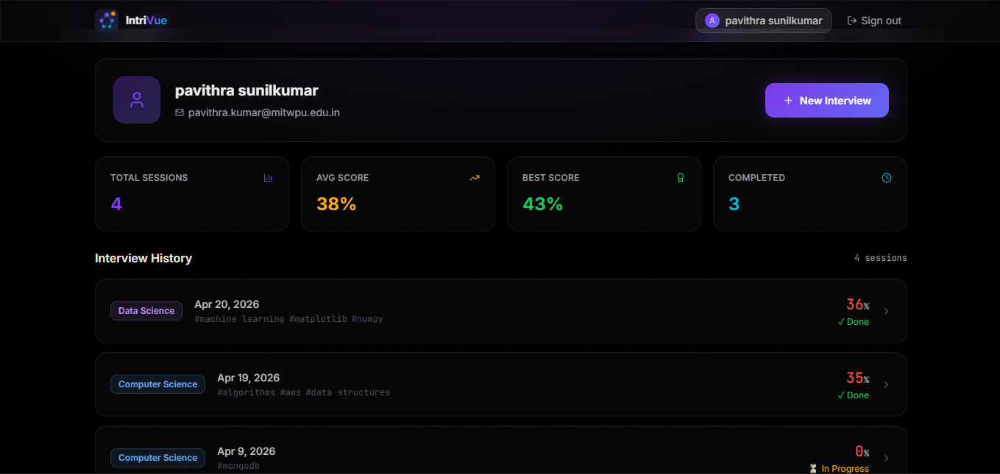 IntriVue
pavithra sunilkumar
Sign out
pavithra sunilkumar
pavithra.kumar@mitwpu.edu.in
+ New Interview
TOTAL SESSIONS
4
AVG SCORE
38%
BEST SCORE
43%
COMPLETED
3
Interview History
4 sessions
Data Science
Apr 20, 2026
#machine learning #matplotlib #numpy
36%
✓ Done
Computer Science
Apr 19, 2026
#algorithms #aws #data structures
35%
✓ Done
Computer Science
Apr 9, 2026
#mongodb
0%
⏳ In Progress